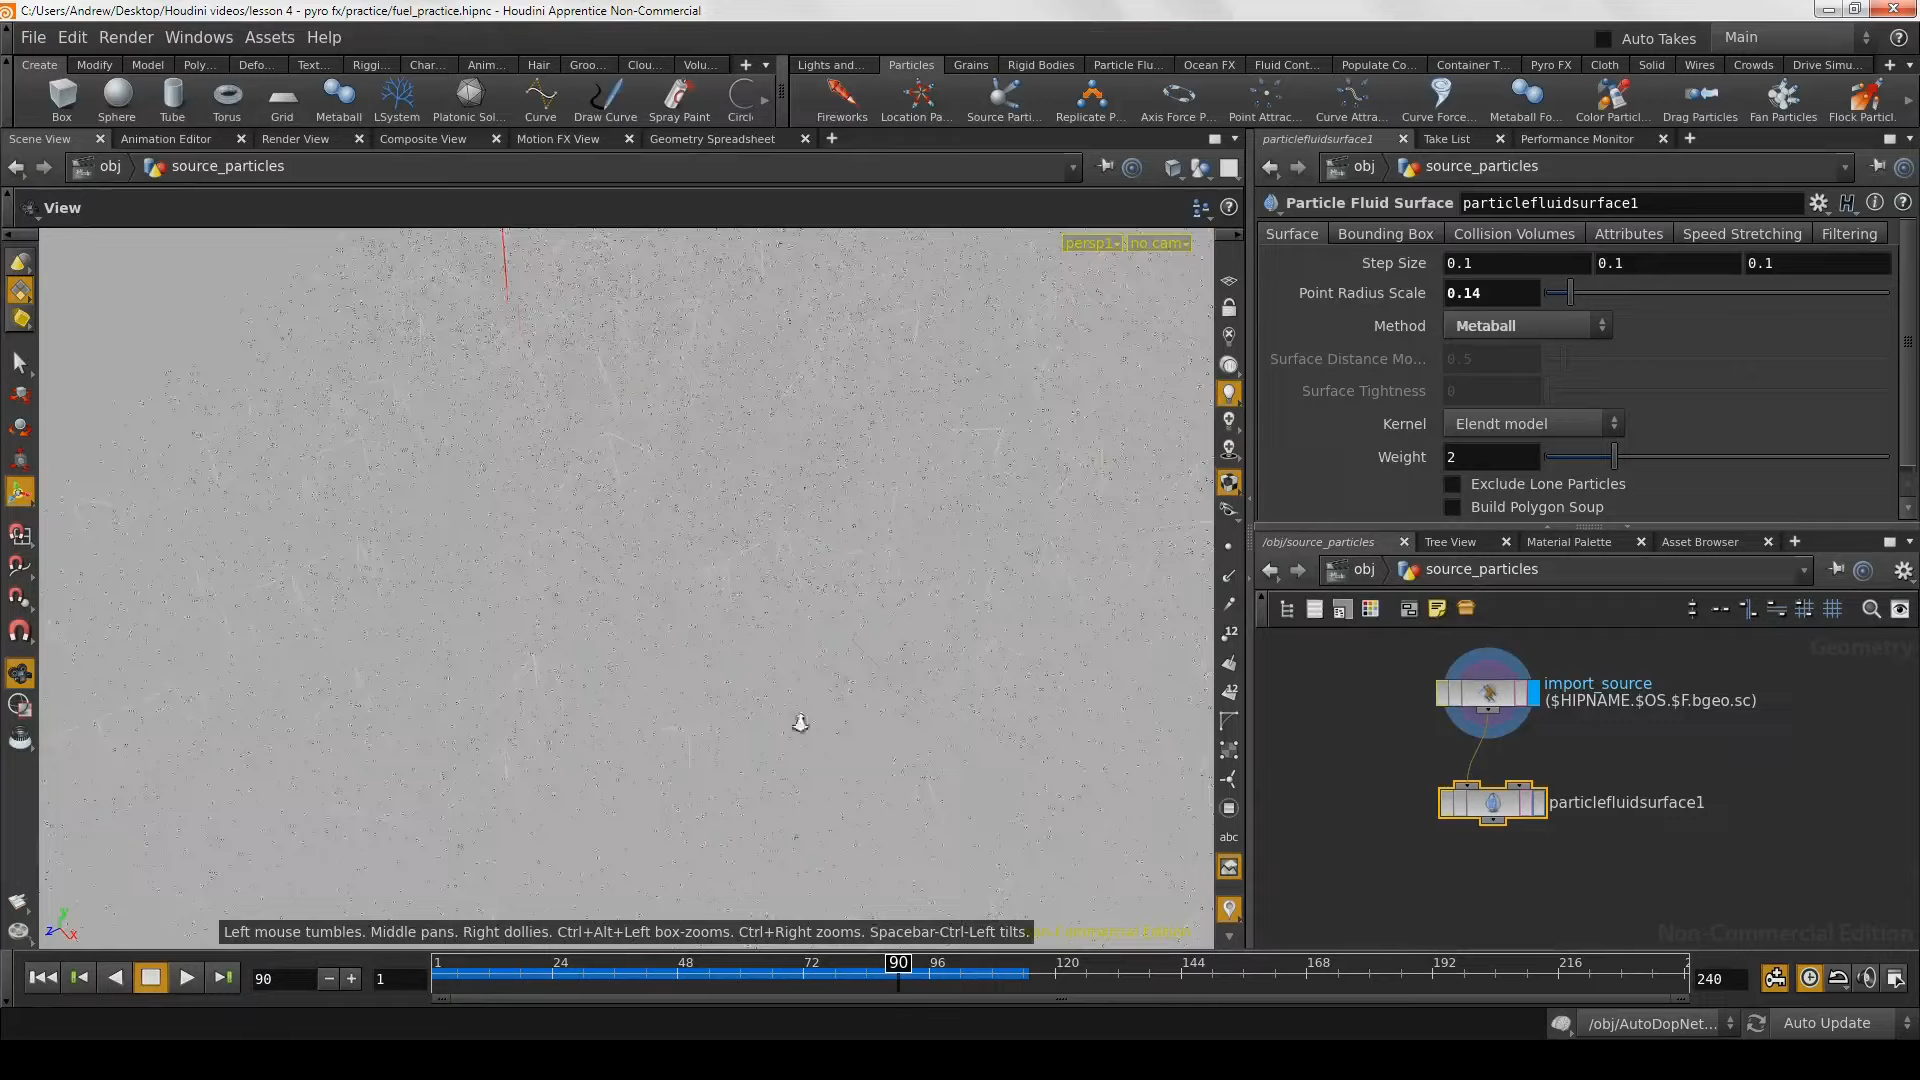 C:/Users/Andrew/Desktop/Houdini videos/lesson 4 - pyro fx/practice/fuel_practice.hipnc - Houdini Apprentice Non-Commercial
File Edit Render Windows Assets Help
Auto Takes Main
Create Modify Model Poly... Defo... Text... Riggi... Char... Anim... Hair Groo... Clou... Volu...
Lights and... Particles Grains Rigid Bodies Particle Flu... Ocean FX Fluid Cont... Populate Co... Container T... Pyro FX Cloth Solid Wires Crowds Drive Simu...
Box Sphere Tube Torus Grid Metaball LSystem Platonic Sol... Curve Draw Curve Spray Paint Circl
Fireworks Location Pa... Source Parti... Replicate P... Axis Force P... Point Attrac... Curve Attra... Curve Force... Metaball Fo... Color Particl... Drag Particles Fan Particles Flock Particl.
Scene View Animation Editor Render View Composite View Motion FX View Geometry Spreadsheet
particlefluidsurface1 Take List Performance Monitor
obj source_particles
obj source_particles
View
Particle Fluid Surface particlefluidsurface1
Surface Bounding Box Collision Volumes Attributes Speed Stretching Filtering
persp1 no cam
Step Size 0.1 0.1 0.1
Point Radius Scale 0.14
Method Metaball
Surface Distance Mo... 0.5
Surface Tightness 0
Kernel Elendt model
Weight 2
Exclude Lone Particles
Build Polygon Soup
/obj/source_particles Tree View Material Palette Asset Browser
obj source_particles
12
12
abc
Geometry
import_source
($HIPNAME.$OS.$F.bgeo.sc)
particlefluidsurface1
Non-Commercial Edition
Left mouse tumbles. Middle pans. Right dollies. Ctrl+Alt+Left box-zooms. Ctrl+Right zooms. Spacebar-Ctrl-Left tilts.
z y x
90 1
1 24 48 72 90 96 120 144 168 192 216 2
240
/obj/AutoDopNet... Auto Update